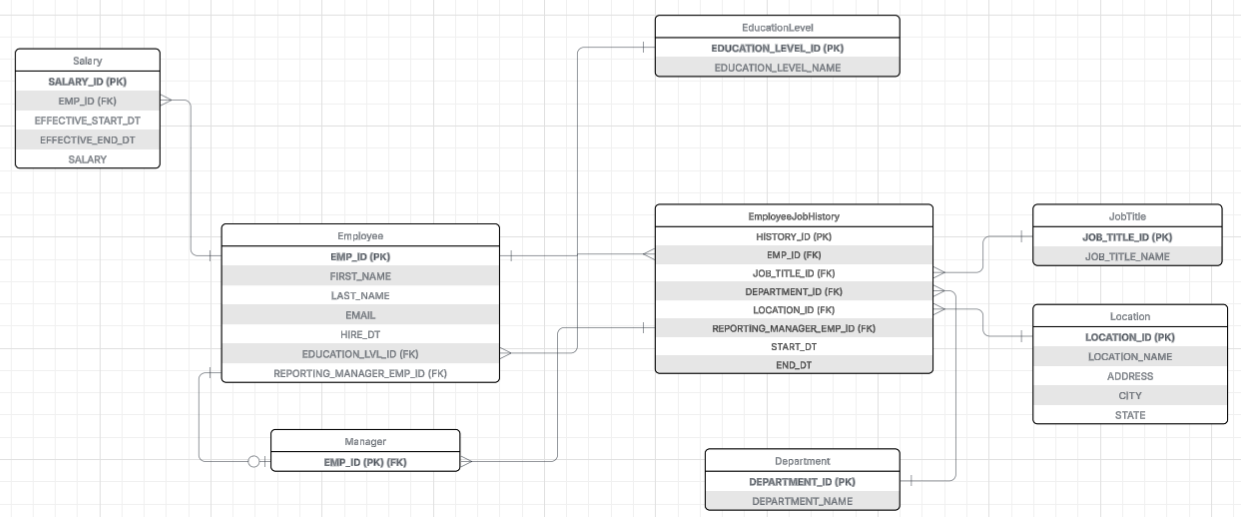 EducationLevel
EDUCATION_LEVEL_ID (PK)
EDUCATION_LEVEL_NAME
Salary
SALARY_ID (PK)
EMP_ID (FK)
EFFECTIVE_START_DT
EFFECTIVE_END_DT
SALARY
Employee
EMP_ID (PK)
FIRST_NAME
LAST_NAME
EMAIL
HIRE_DT
EDUCATION_LVL_ID (FK)
REPORTING_MANAGER_EMP_ID (FK)
EmployeeJobHistory
HISTORY_ID (PK)
EMP_ID (FK)
JOB_TITLE_ID (FK)
DEPARTMENT_ID (FK)
LOCATION_ID (FK)
REPORTING_MANAGER_EMP_ID (FK)
START_DT
END_DT
JobTitle
JOB_TITLE_ID (PK)
JOB_TITLE_NAME
Location
LOCATION_ID (PK)
LOCATION_NAME
ADDRESS
CITY
STATE
Manager
EMP_ID (PK) (FK)
Department
DEPARTMENT_ID (PK)
DEPARTMENT_NAME